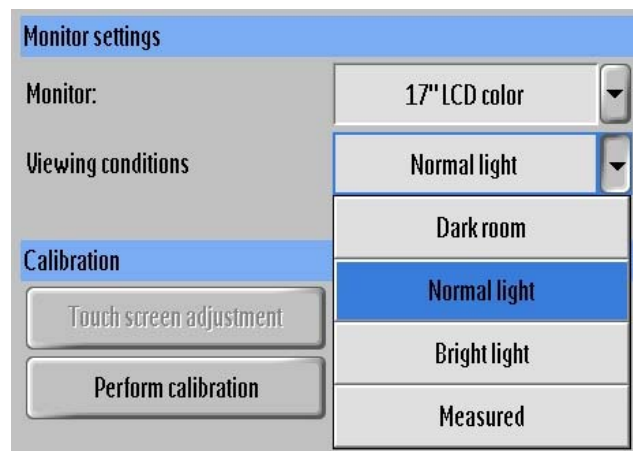 Monitor settings
Monitor:
17" LCD color
Viewing conditions
Normal light
Dark room
Normal light
Bright light
Measured
Calibration
Touch screen adjustment
Perform calibration